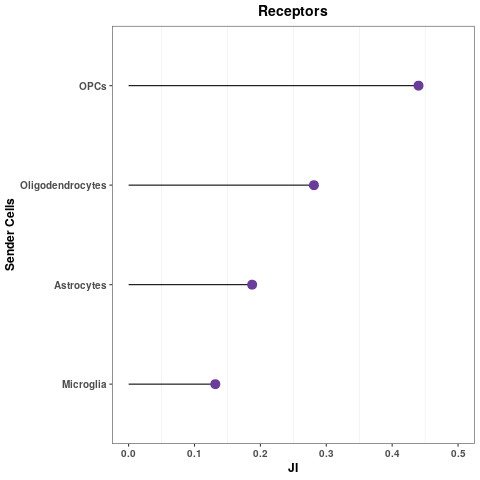 Receptors
OPCs
Oligodendrocytes
Astrocytes
Microglia
Sender Cells
0.0 0.1 0.2 0.3 0.4 0.5
JI